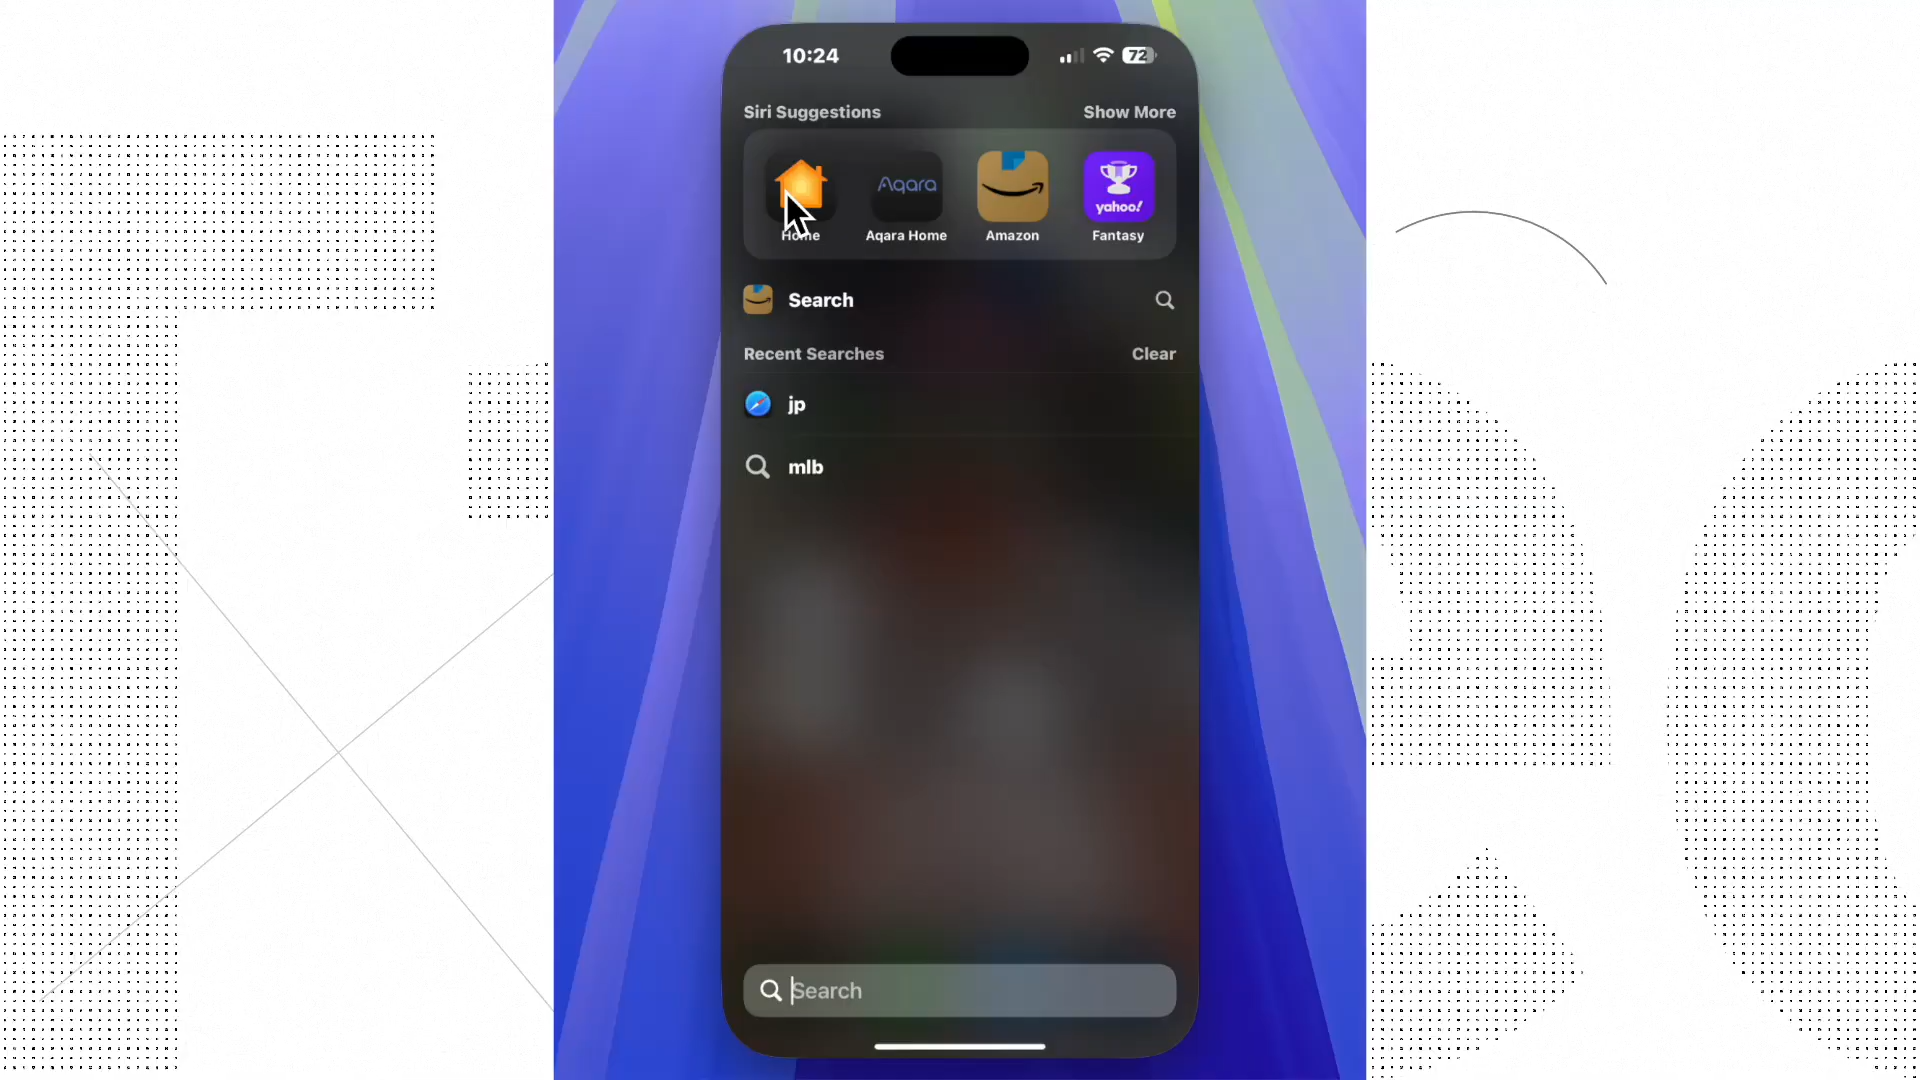 10:24
72
Siri Suggestions
Show More
Aqara
yahoo!
Home
Aqara Home
Amazon
Fantasy
Search
Recent Searches
Clear
jp
mlb
Search